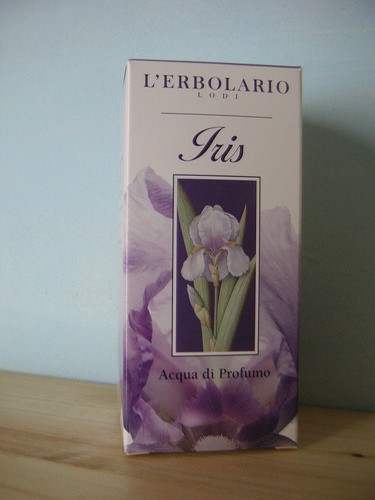 L'ERBOLARIO
LODI
Iris
Acqua di Profumo